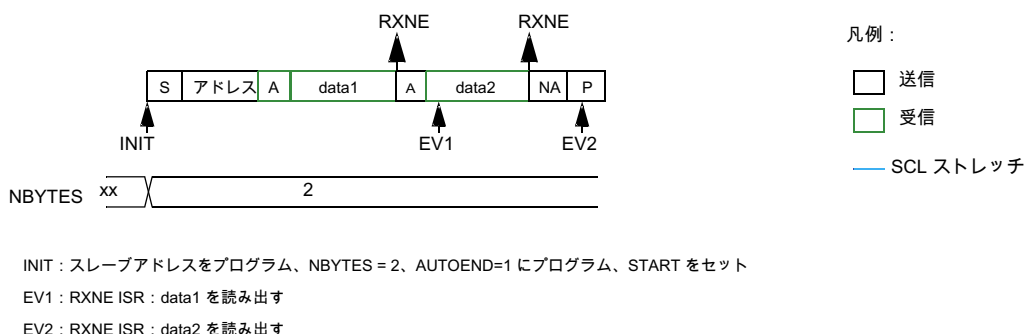 RXNE RXNE
凡例：
S アドレス A data1 A data2 NA P
送信
受信
INIT EV1 EV2
SCL ストレッチ
NBYTES xx 2
INIT：スレーブアドレスをプログラム、NBYTES = 2、AUTOEND=1 にプログラム、START をセット
EV1：RXNE ISR：data1 を読み出す
EV2：RXNE ISR：data2 を読み出す